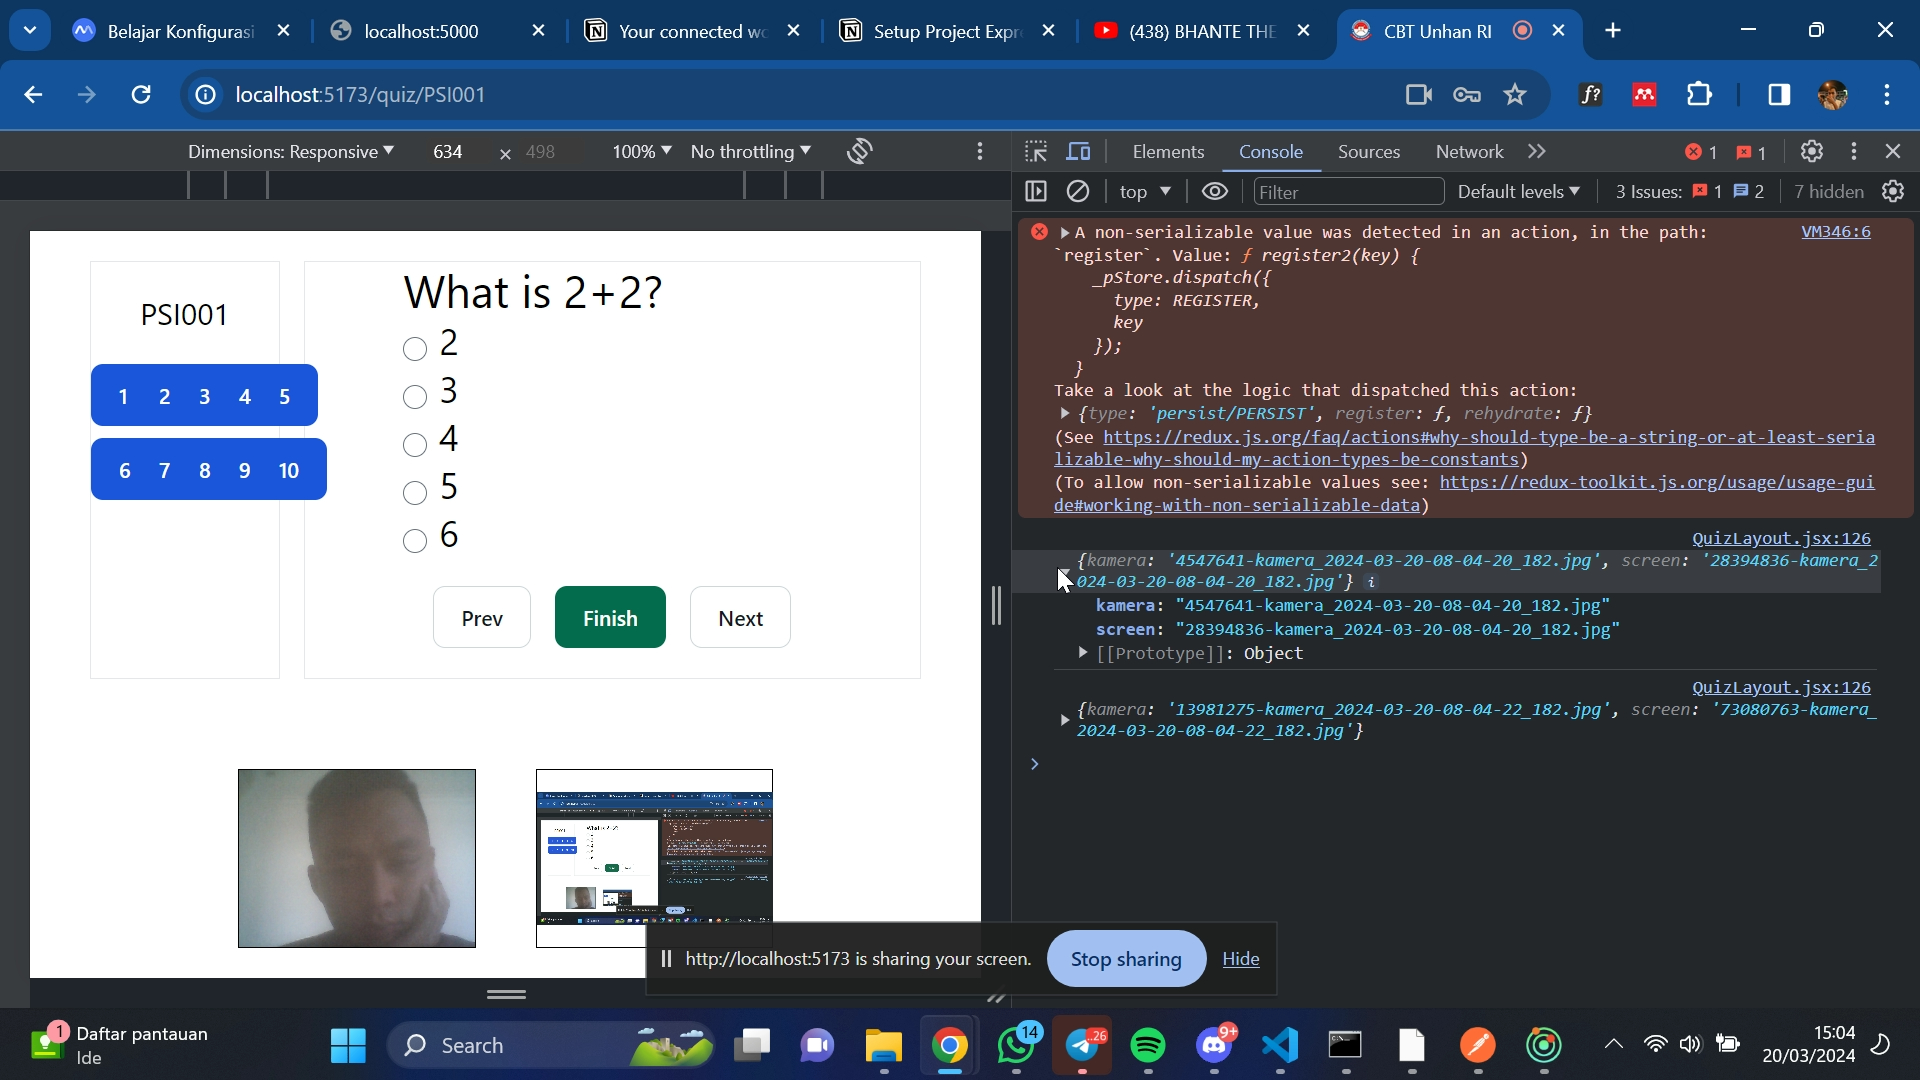 Belajar Konfigurasi
localhost:5000
Your connected wo
Setup Project Expre
(438) BHANTE THE
CBT Unhan RI
localhost:5173/quiz/PSI001
f?
Dimensions: Responsive
634
×
498
100%
No throttling
Elements
Console
Sources
Network
1
1
top
Filter
Default levels
3 Issues:
1
2
7 hidden
PSI001
1 2 3 4 5
6 7 8 9 10
What is 2+2?
2
3
4
5
6
Prev
Finish
Next
A non-serializable value was detected in an action, in the path:
VM346:6
`register`. Value: ƒ register2(key) {
_pStore.dispatch({
type: REGISTER,
key
});
}
Take a look at the logic that dispatched this action:
{type: 'persist/PERSIST', register: ƒ, rehydrate: ƒ}
(See https://redux.js.org/faq/actions#why-should-type-be-a-string-or-at-least-seria
lizable-why-should-my-action-types-be-constants)
(To allow non-serializable values see: https://redux-toolkit.js.org/usage/usage-gui
de#working-with-non-serializable-data)
QuizLayout.jsx:126
{kamera: '4547641-kamera_2024-03-20-08-04-20_182.jpg', screen: '28394836-kamera_2
024-03-20-08-04-20_182.jpg'} i
kamera: "4547641-kamera_2024-03-20-08-04-20_182.jpg"
screen: "28394836-kamera_2024-03-20-08-04-20_182.jpg"
[[Prototype]]: Object
QuizLayout.jsx:126
{kamera: '13981275-kamera_2024-03-20-08-04-22_182.jpg', screen: '73080763-kamera_
2024-03-20-08-04-22_182.jpg'}
http://localhost:5173 is sharing your screen.
Stop sharing
Hide
1
Daftar pantauan
Ide
Search
14
..26
9+
15:04
20/03/2024